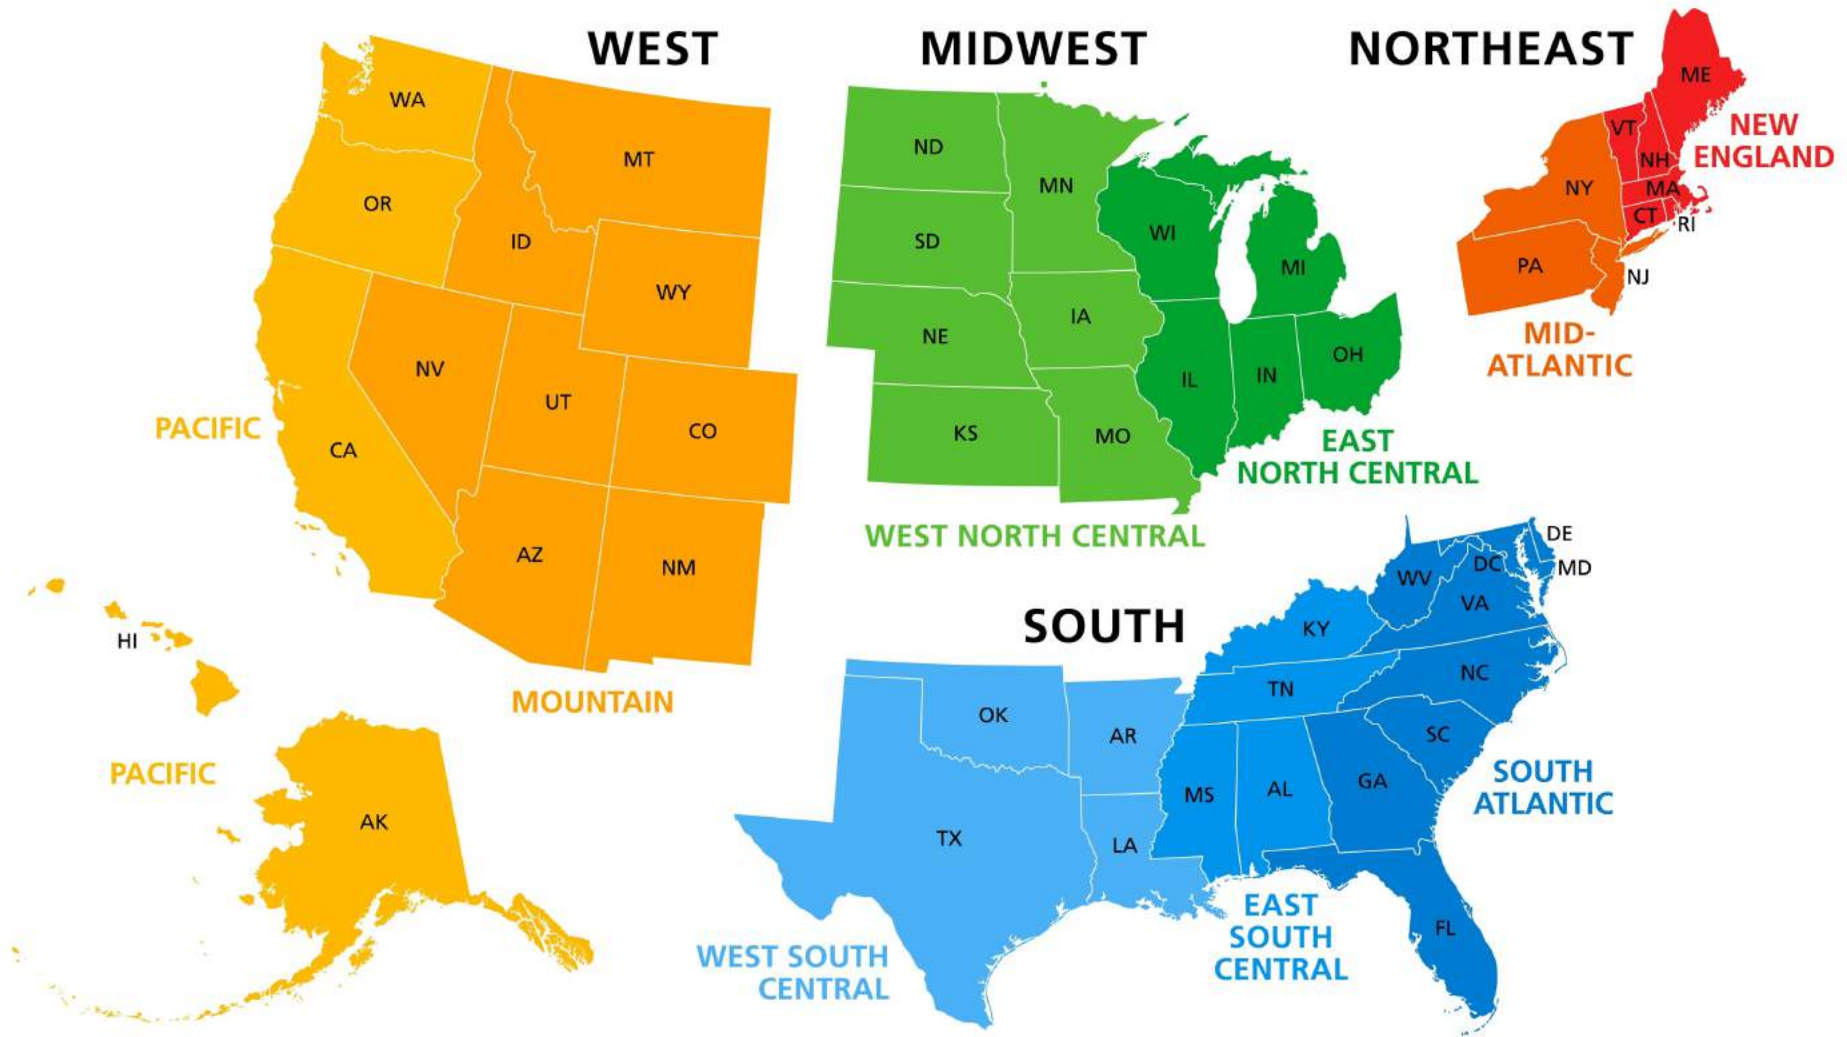 WEST
MIDWEST
NORTHEAST
WA
MT
OR
ID
WY
NV
UT
CO
PACIFIC
CA
AZ
NM
MOUNTAIN
HI
PACIFIC
AK
ND
MN
SD
WI
MI
NE
IA
IL
IN
OH
KS
MO
EAST
NORTH CENTRAL
WEST NORTH CENTRAL
ME
NEW
ENGLAND
VT
NH
NY
MA
CT
RI
PA
NJ
MID-
ATLANTIC
SOUTH
DE
MD
DC
WV
VA
KY
NC
TN
OK
AR
SC
GA
MS
AL
TX
LA
SOUTH
ATLANTIC
FL
EAST
SOUTH
CENTRAL
WEST SOUTH
CENTRAL